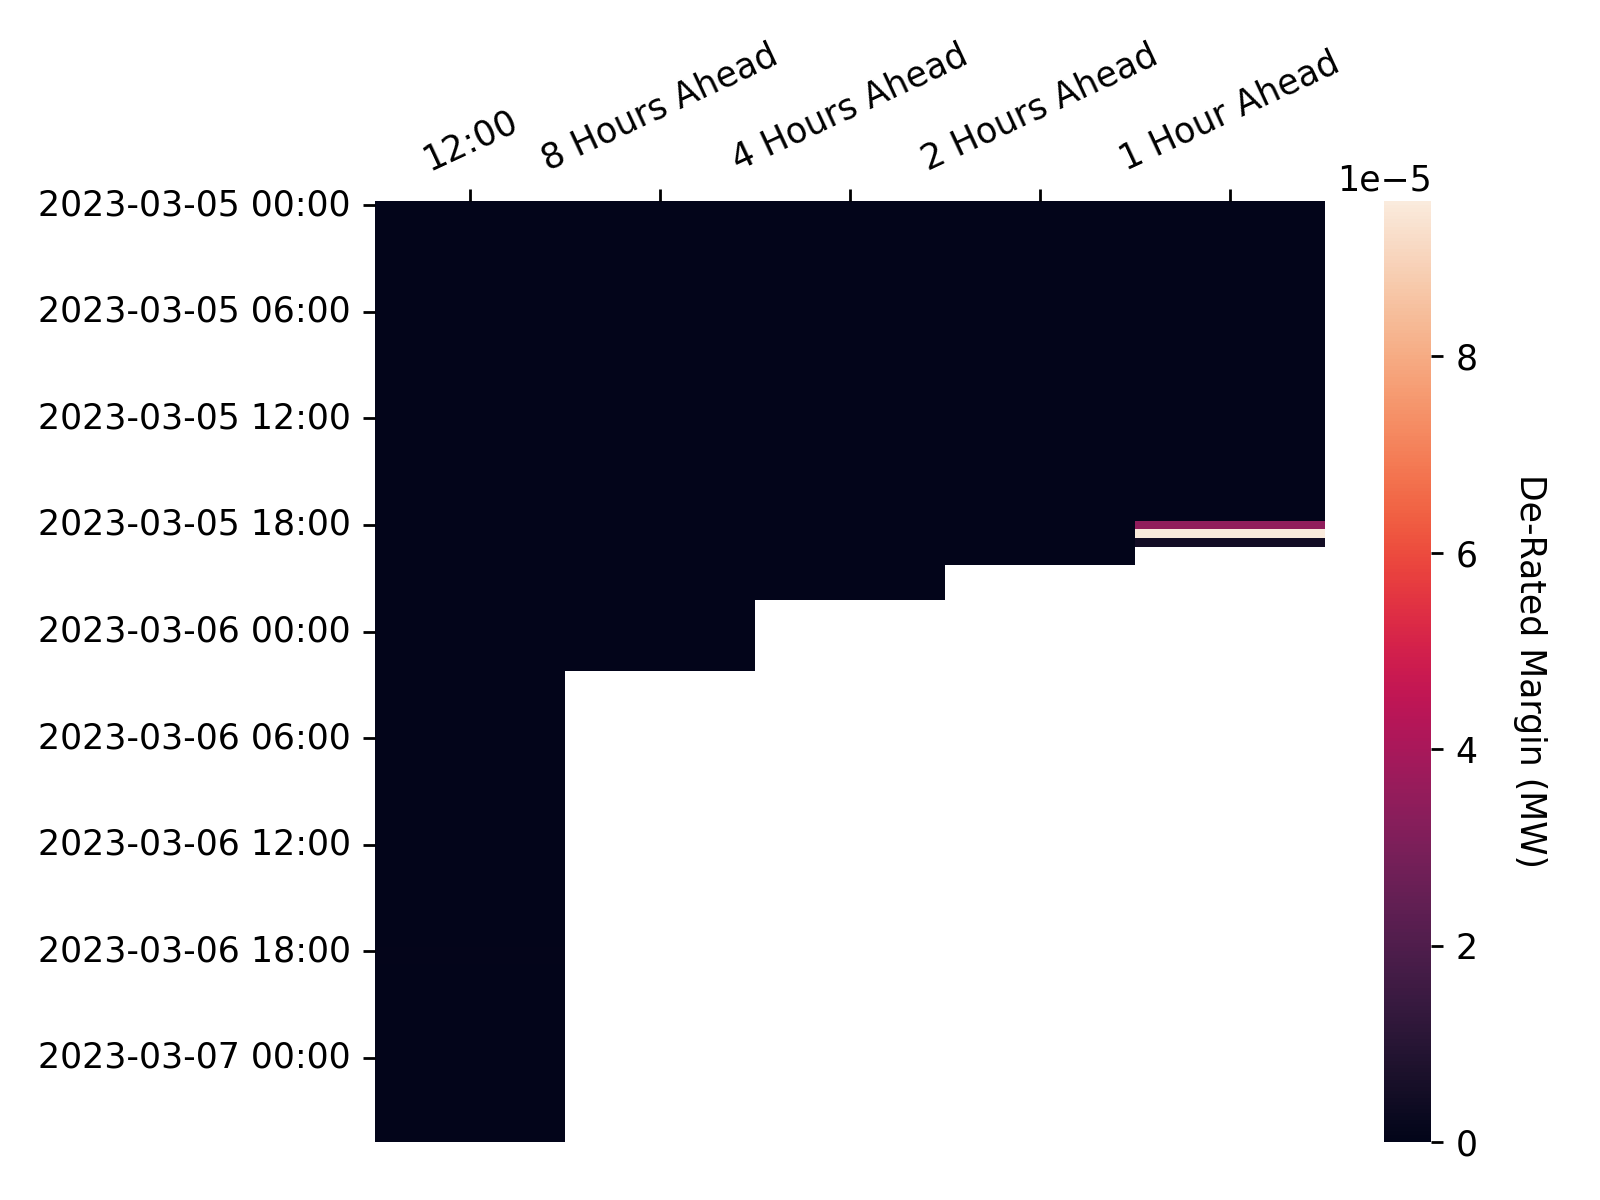 12:00
8 Hours Ahead
4 Hours Ahead
2 Hours Ahead
1 Hour Ahead
1e−5
2023-03-05 00:00
2023-03-05 06:00
2023-03-05 12:00
2023-03-05 18:00
2023-03-06 00:00
2023-03-06 06:00
2023-03-06 12:00
2023-03-06 18:00
2023-03-07 00:00
8
6
4
2
0
De-Rated Margin (MW)